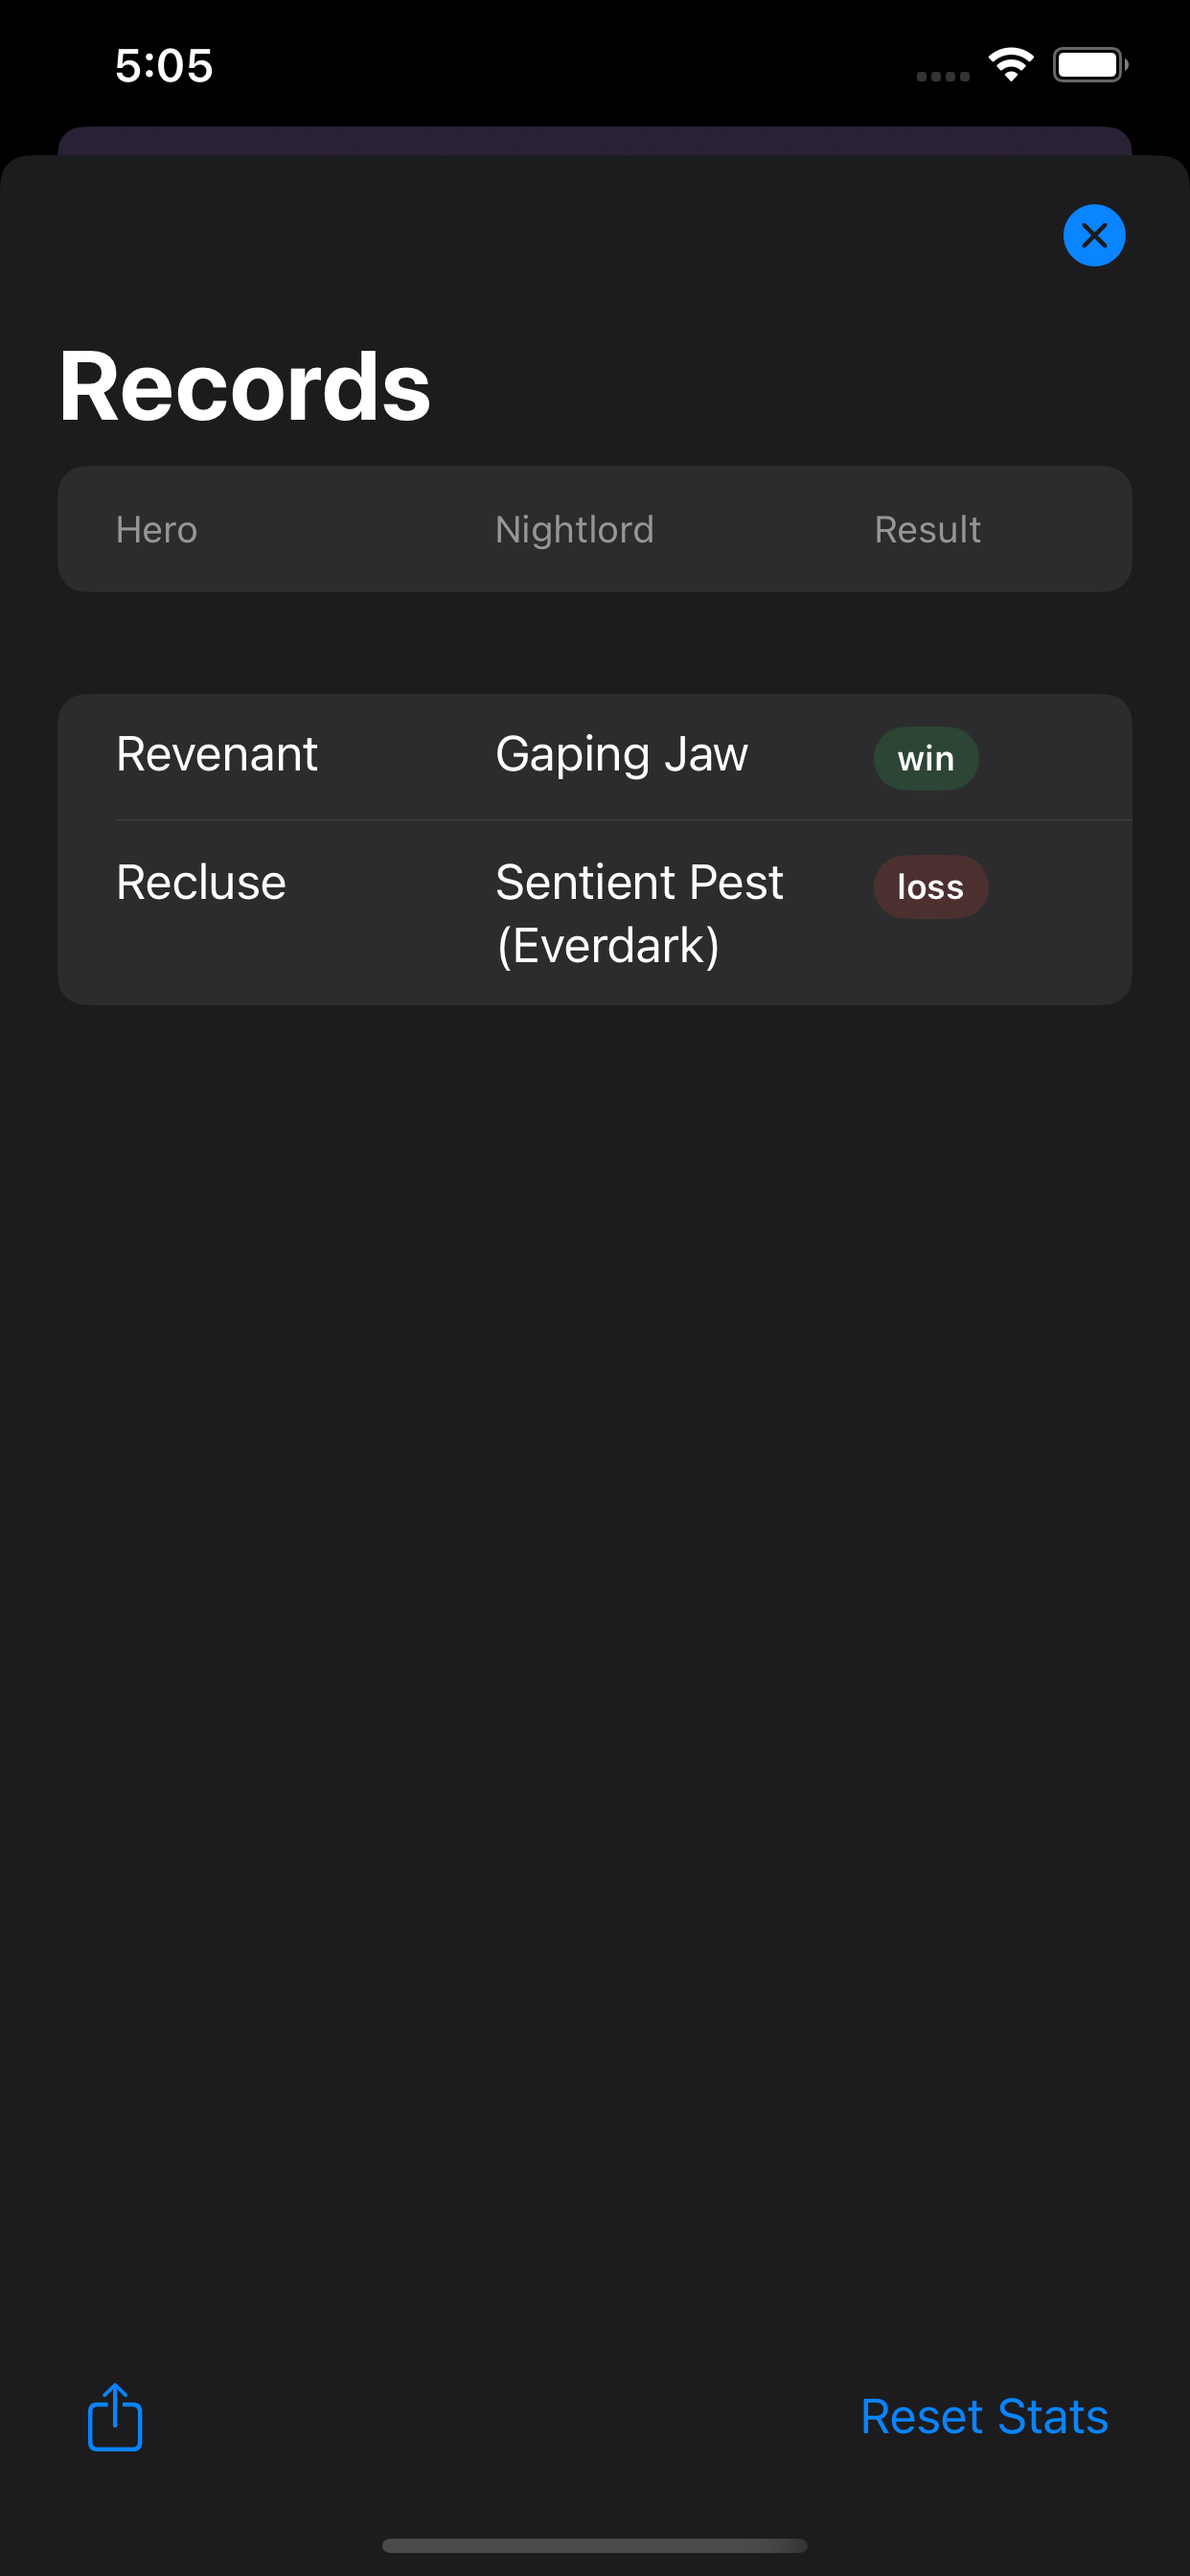 5:05
Records
Hero Nightlord Result
Revenant Gaping Jaw win
Recluse Sentient Pest loss
(Everdark)
Reset Stats